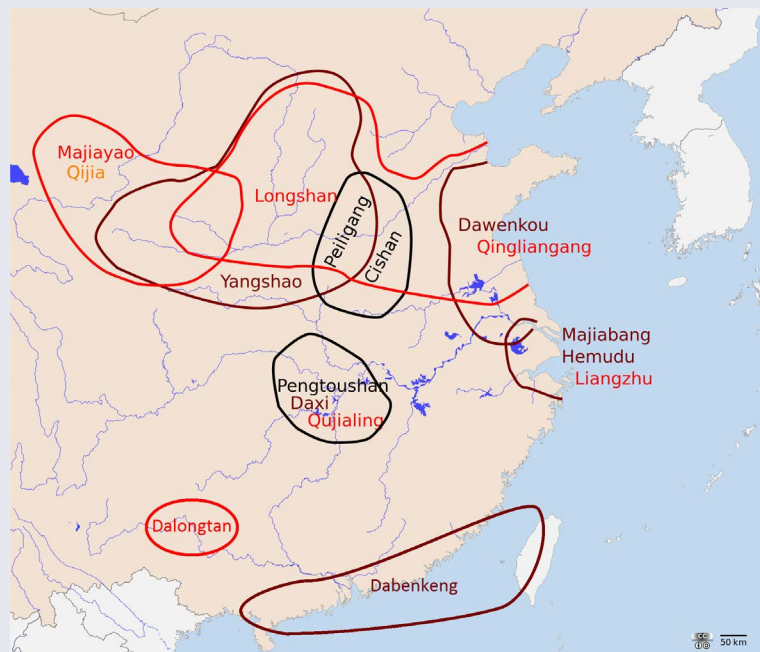 Majiayao
Qijia
Longshan
Peiligang
Cishan
Yangshao
Dawenkou
Qingliangang
Majiabang
Hemudu
Liangzhu
Pengtoushan
Daxi
Qujialing
Dalongtan
Dabenkeng
50 km